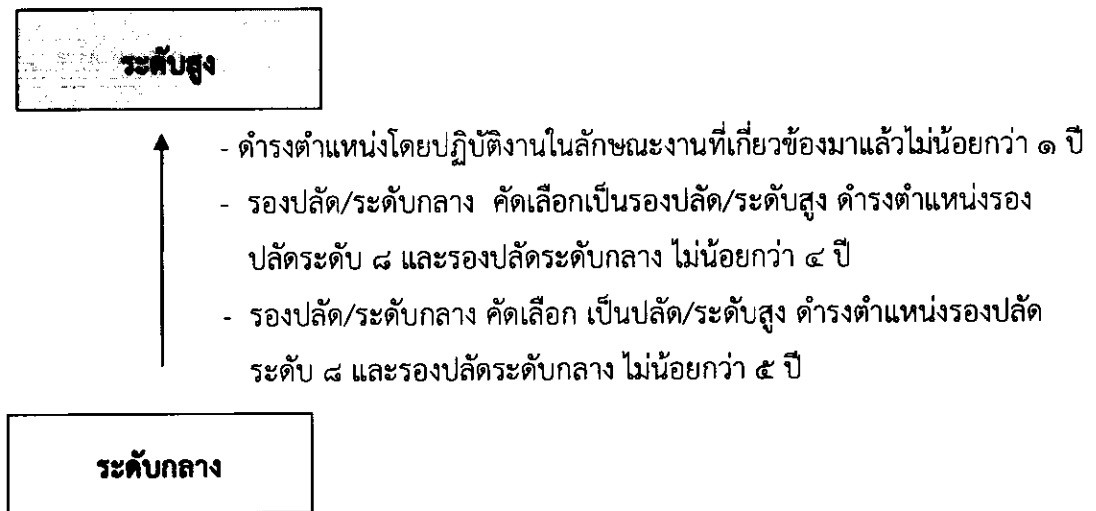 ระดับสูง
- ดำรงตำแหน่งโดยปฏิบัติงานในลักษณะงานที่เกี่ยวข้องมาแล้วไม่น้อยกว่า ๑ ปี
- รองปลัด/ระดับกลาง คัดเลือกเป็นรองปลัด/ระดับสูง ดำรงตำแหน่งรอง
ปลัดระดับ ๘ และรองปลัดระดับกลาง ไม่น้อยกว่า ๔ ปี
- รองปลัด/ระดับกลาง คัดเลือก เป็นปลัด/ระดับสูง ดำรงตำแหน่งรองปลัด
ระดับ ๘ และรองปลัดระดับกลาง ไม่น้อยกว่า ๕ ปี
ระดับกลาง